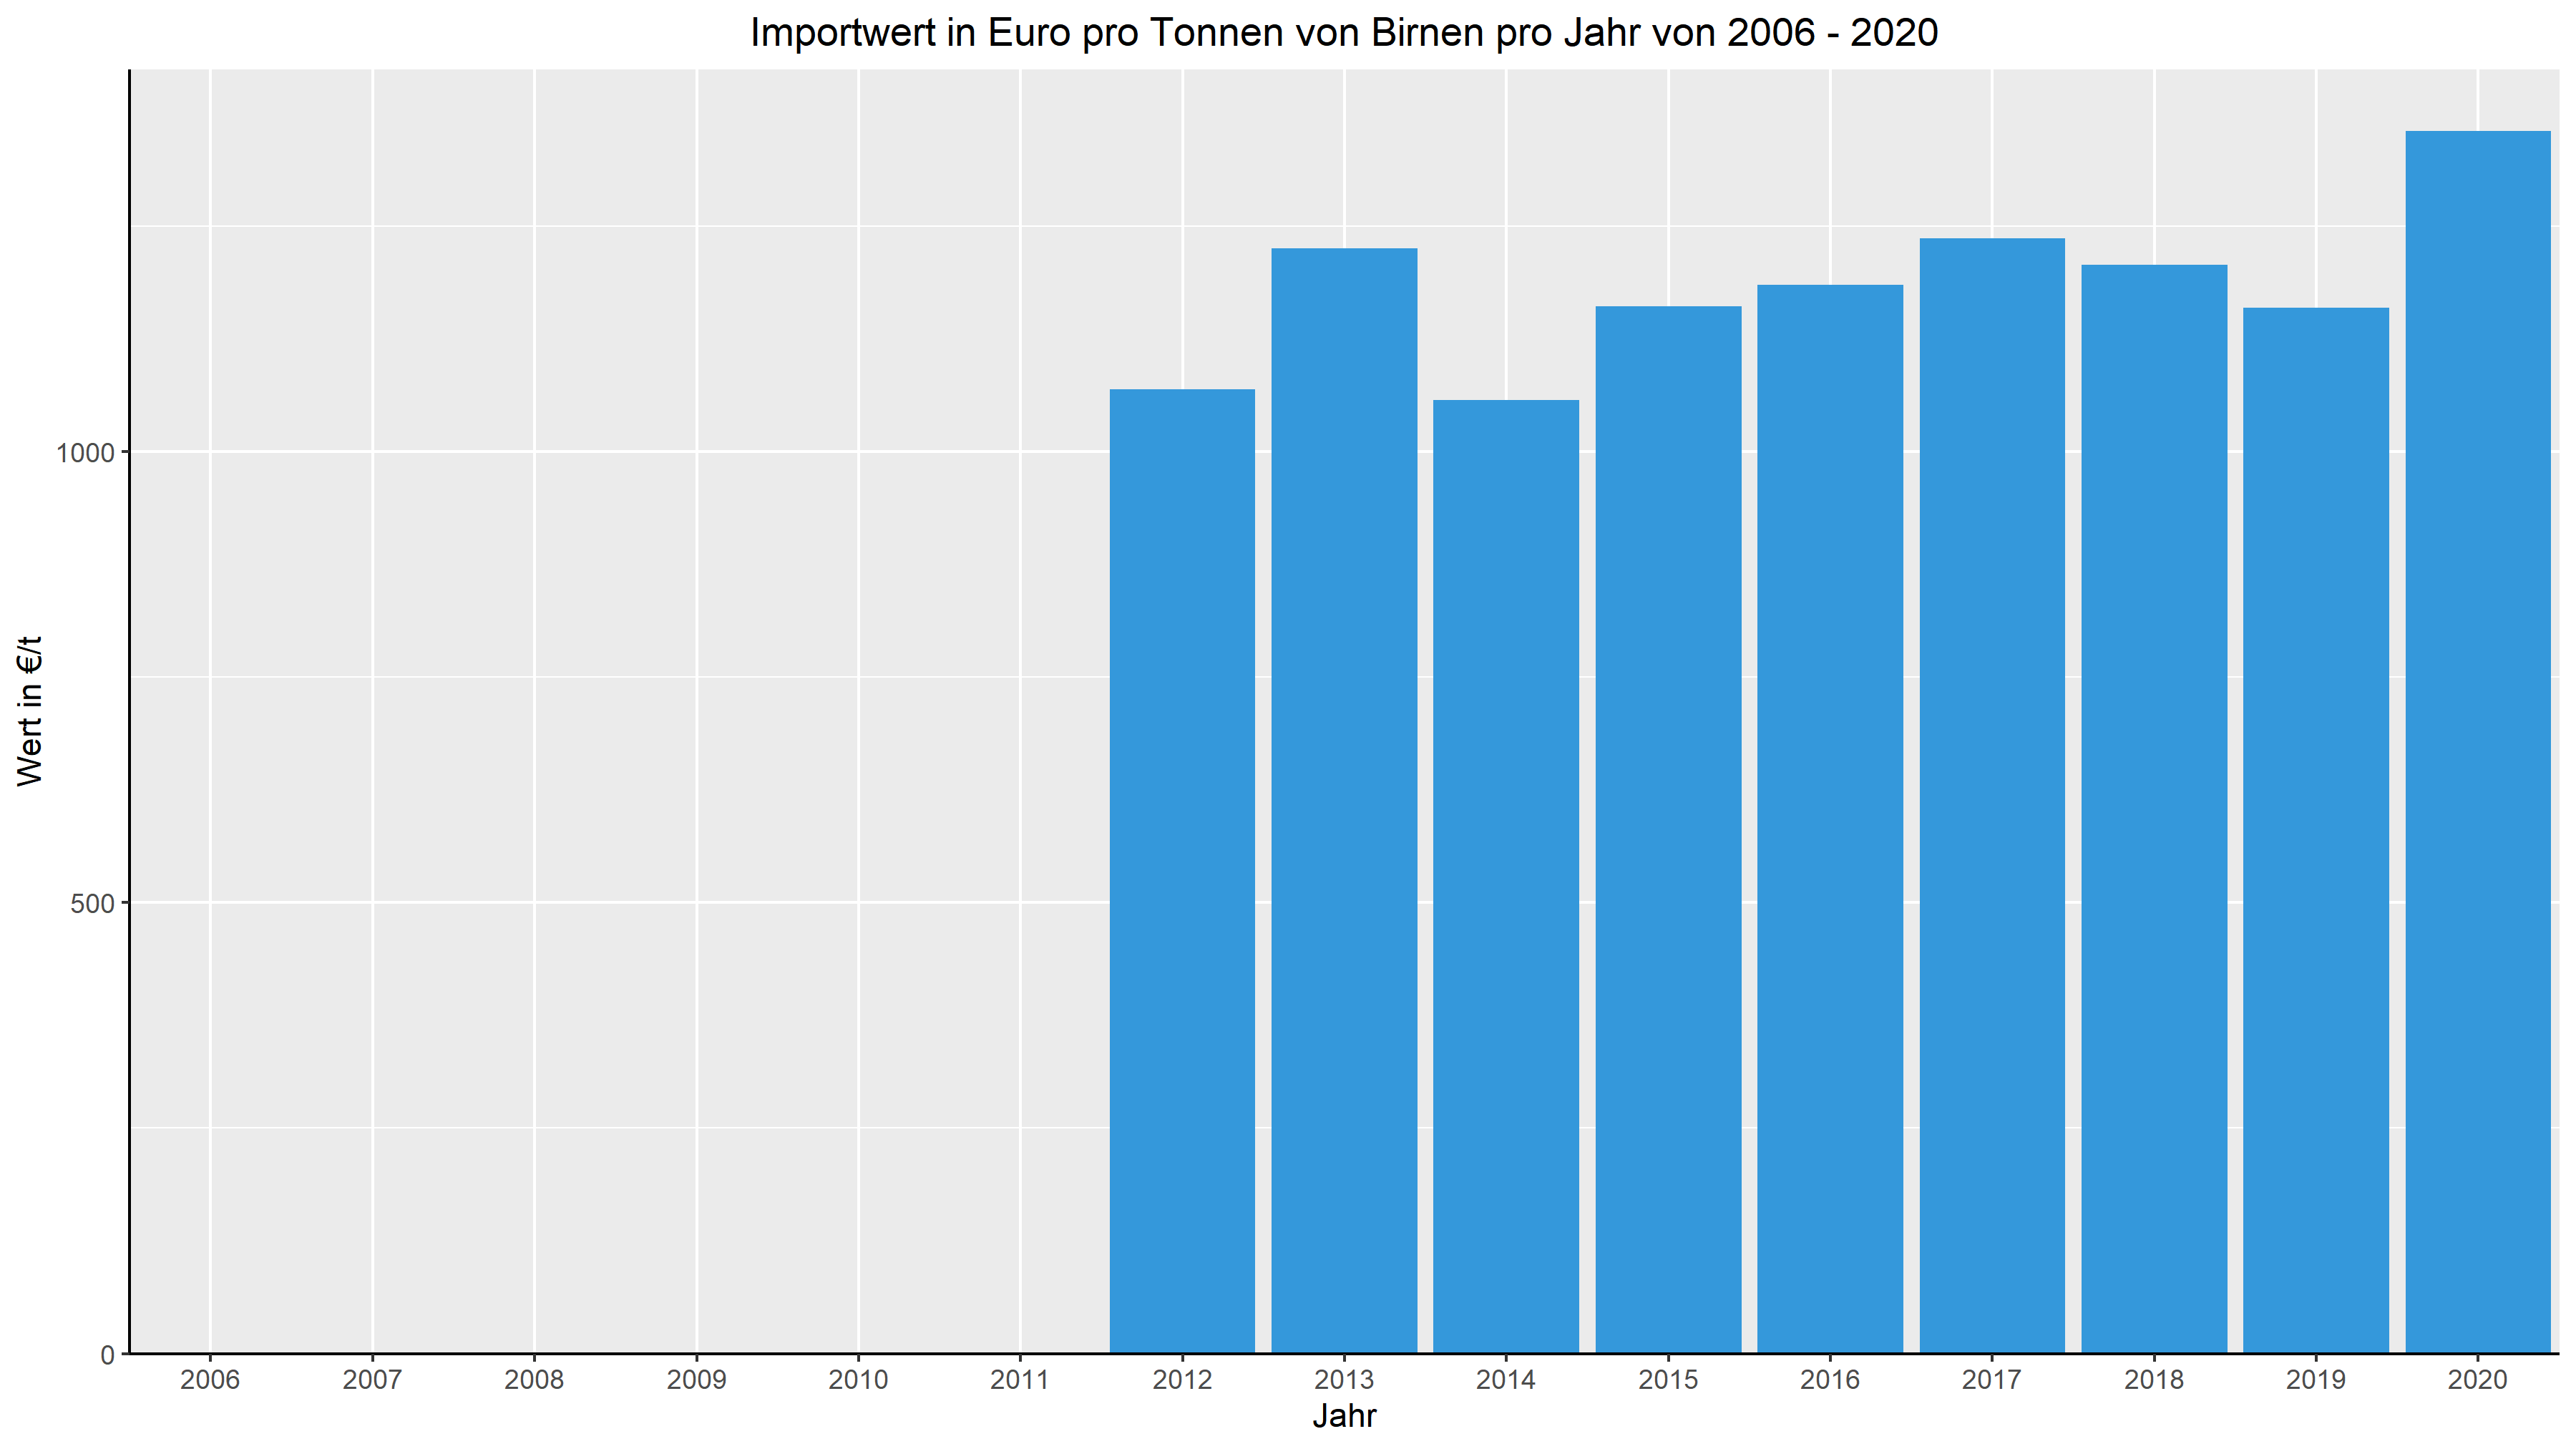 Importwert in Euro pro Tonnen von Birnen pro Jahr von 2006 - 2020
Wert in €/t
1000
500
0
2006 2007 2008 2009 2010 2011 2012 2013 2014 2015 2016 2017 2018 2019 2020
Jahr